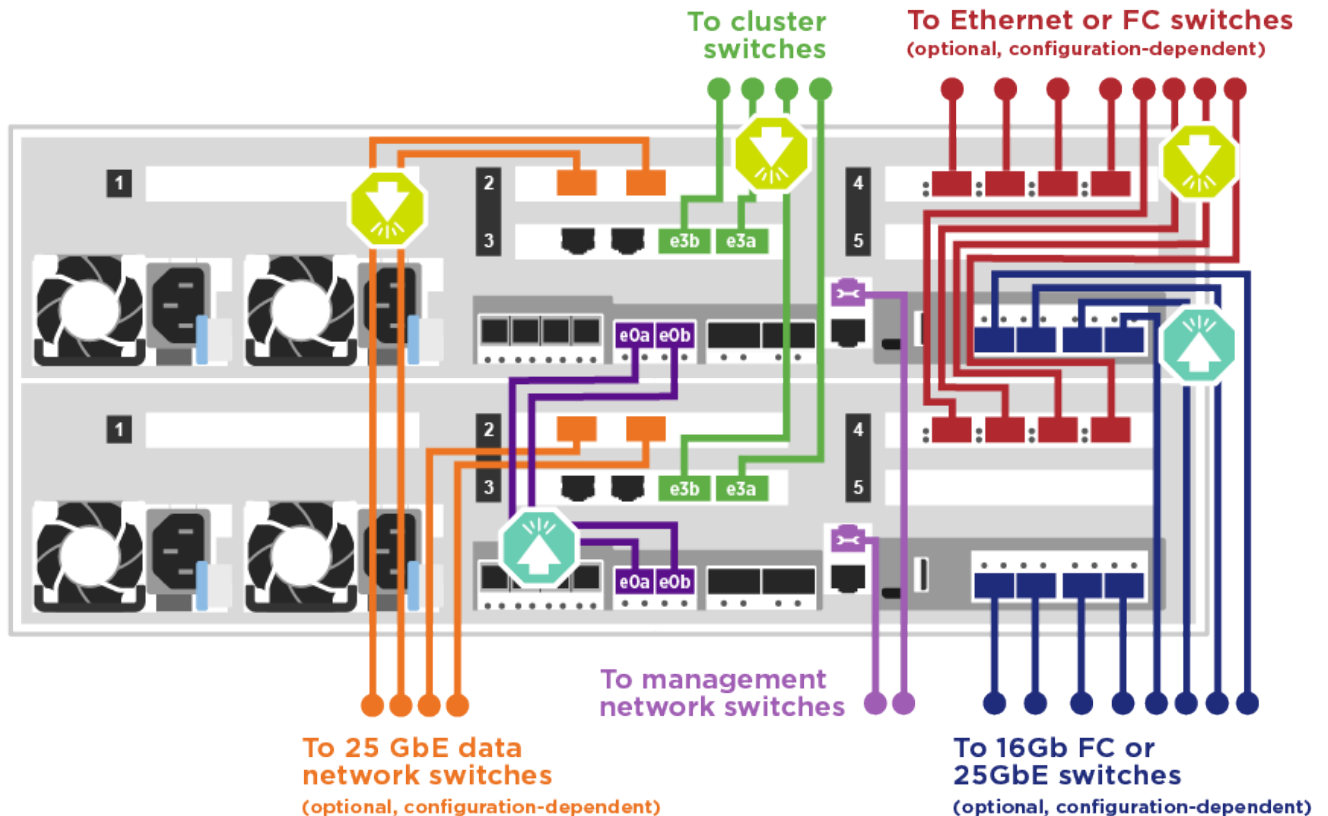 To cluster
switches
To Ethernet or FC switches
(optional, configuration-dependent)
1
2
4
3
e3b
e3a
5
e0a
e0b
1
2
4
3
e3b
e3a
5
e0a
e0b
To management
network switches
To 25 GbE data
network switches
(optional, configuration-dependent)
To 16Gb FC or
25GbE switches
(optional, configuration-dependent)